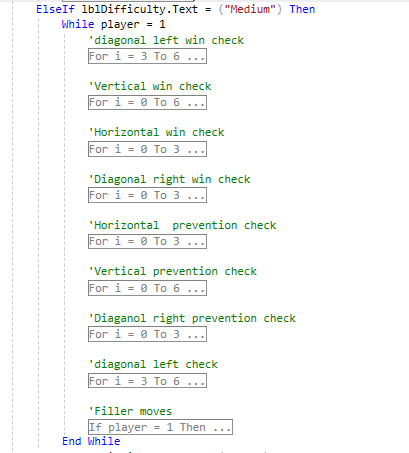 ElseIf lblDifficulty.Text = ("Medium") Then
While player = 1
'diagonal left win check
For i = 3 To 6 ...
'Vertical win check
For i = 0 To 6 ...
'Horizontal win check
For i = 0 To 3 ...
'Diagonal right win check
For i = 0 To 3 ...
'Horizontal  prevention check
For i = 0 To 3 ...
'Vertical prevention check
For i = 0 To 6 ...
'Diaganol right prevention check
For i = 0 To 3 ...
'diagonal left check
For i = 3 To 6 ...
'Filler moves
If player = 1 Then ...
End While